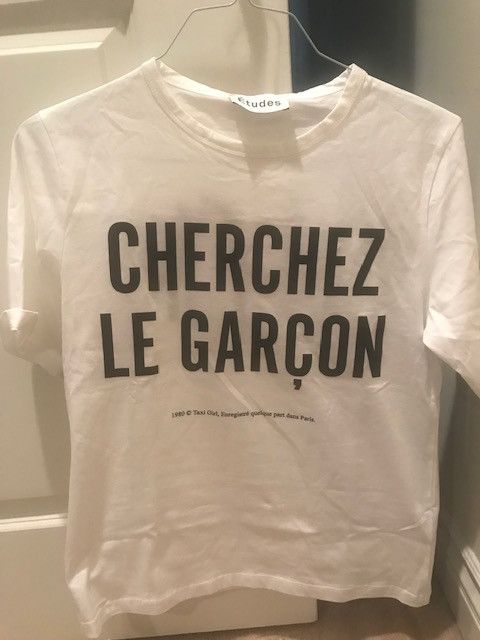 Études
CHERCHEZ
LE GARÇON
1980 © Taxi Girl, Enregistré quelque part dans Paris.